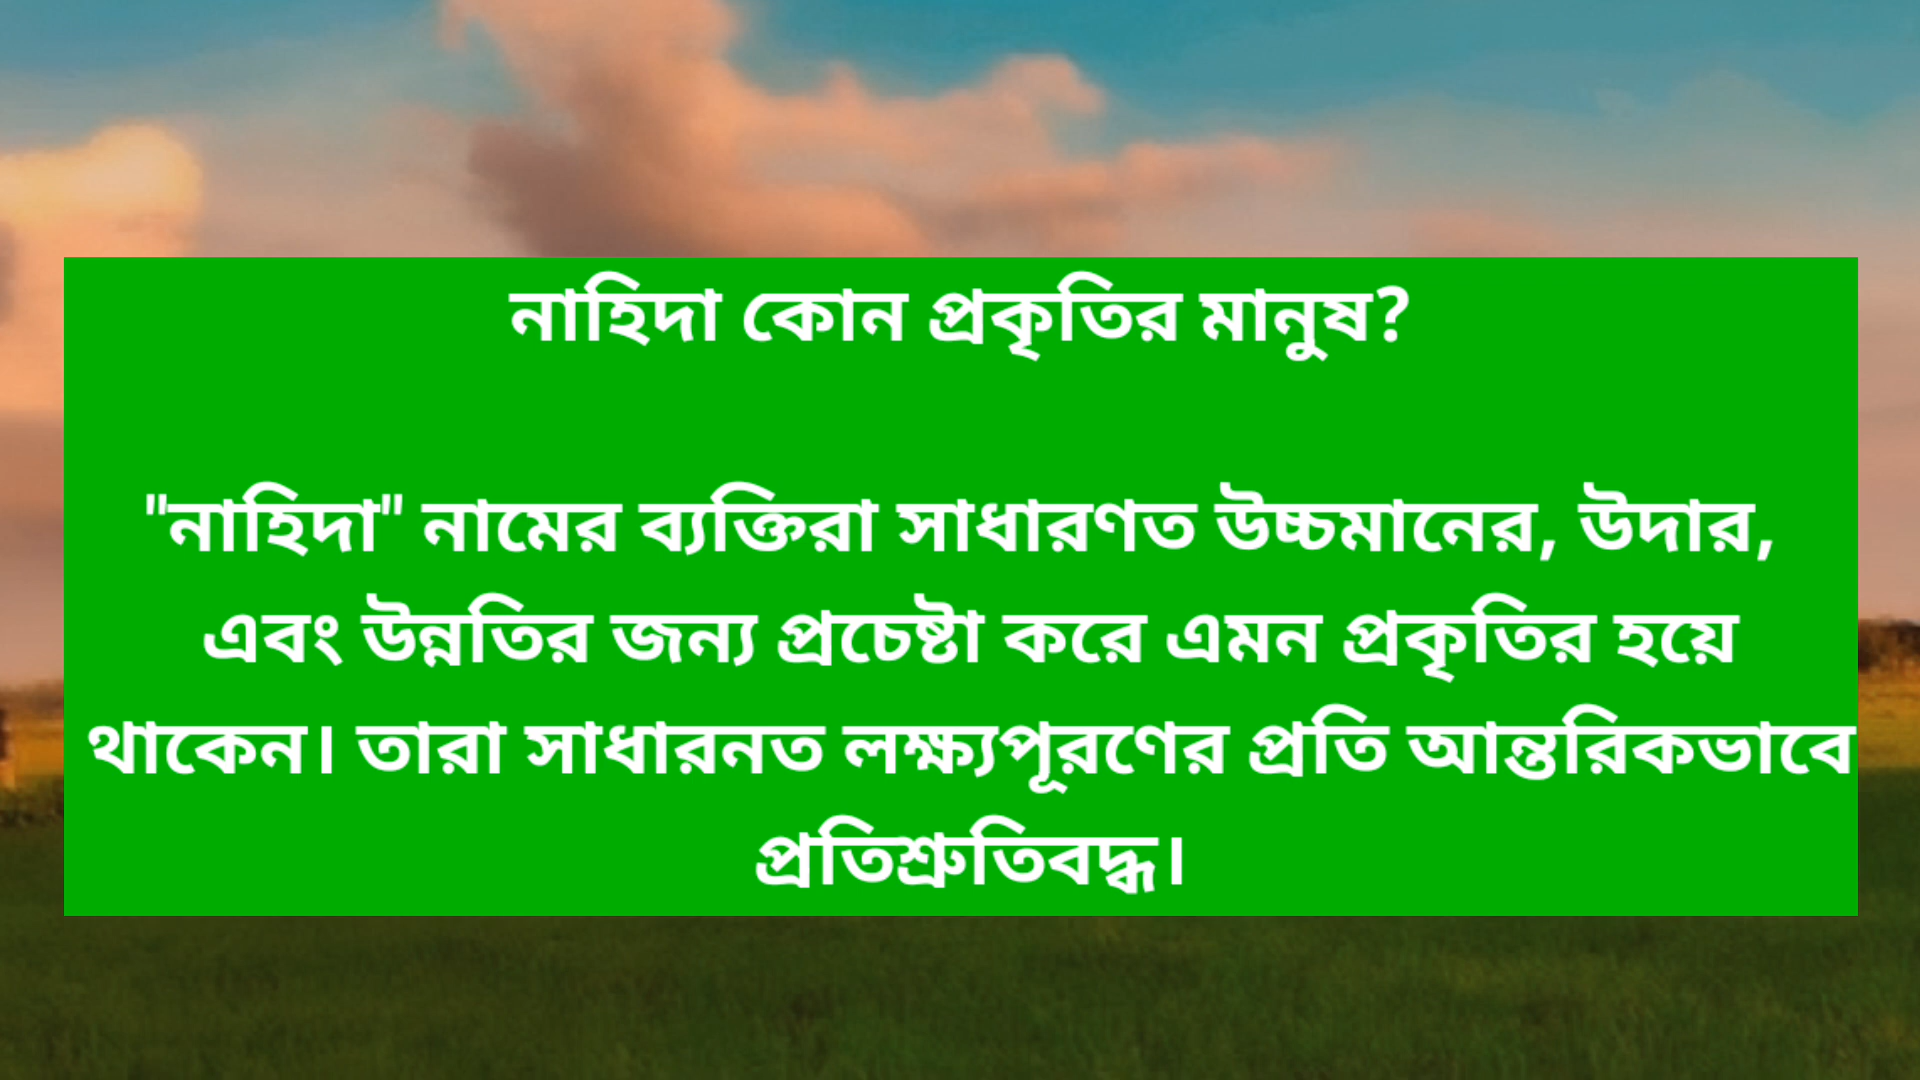 নাহিদা কোন প্রকৃতির মানুষ?
"নাহিদা" নামের ব্যক্তিরা সাধারণত উচ্চমানের, উদার,
এবং উন্নতির জন্য প্রচেষ্টা করে এমন প্রকৃতির হয়ে
থাকেন। তারা সাধারনত লক্ষ্যপূরণের প্রতি আন্তরিকভাবে
প্রতিশ্রুতিবদ্ধ।